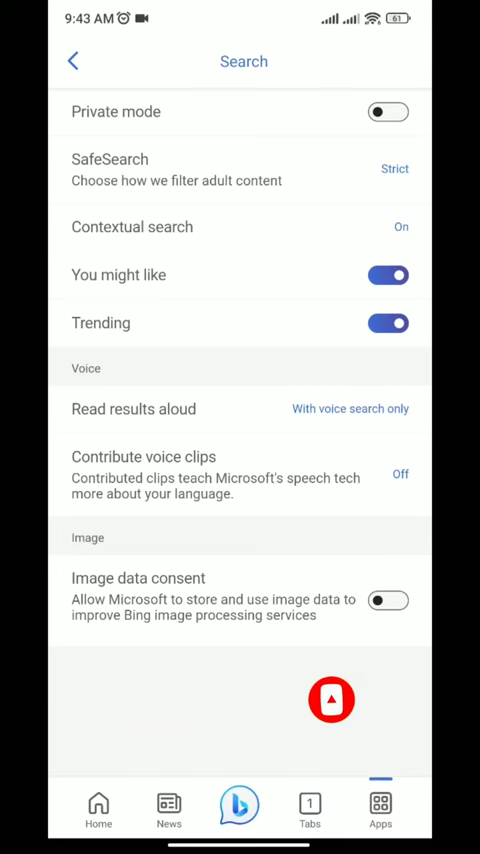 9:43 AM
61
Search
Private mode
SafeSearch
Choose how we filter adult content
Strict
Contextual search
On
You might like
Trending
Voice
Read results aloud
With voice search only
Contribute voice clips
Contributed clips teach Microsoft's speech tech
more about your language.
Off
Image
Image data consent
Allow Microsoft to store and use image data to
improve Bing image processing services
Home
News
1
Tabs
Apps